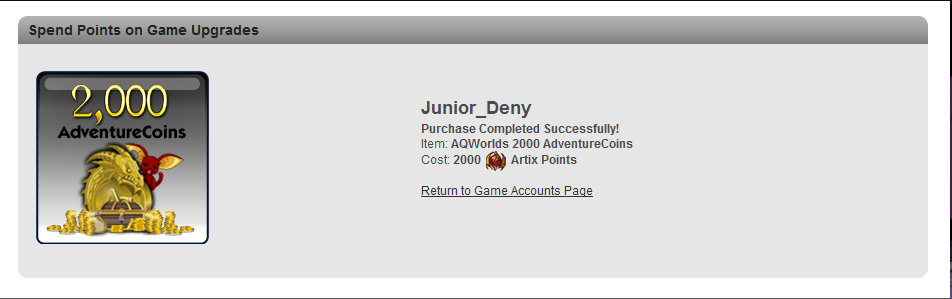 Spend Points on Game Upgrades
2,000
AdventureCoins
Junior_Deny
Purchase Completed Successfully!
Item: AQWorlds 2000 AdventureCoins
Cost: 2000 Artix Points
Return to Game Accounts Page